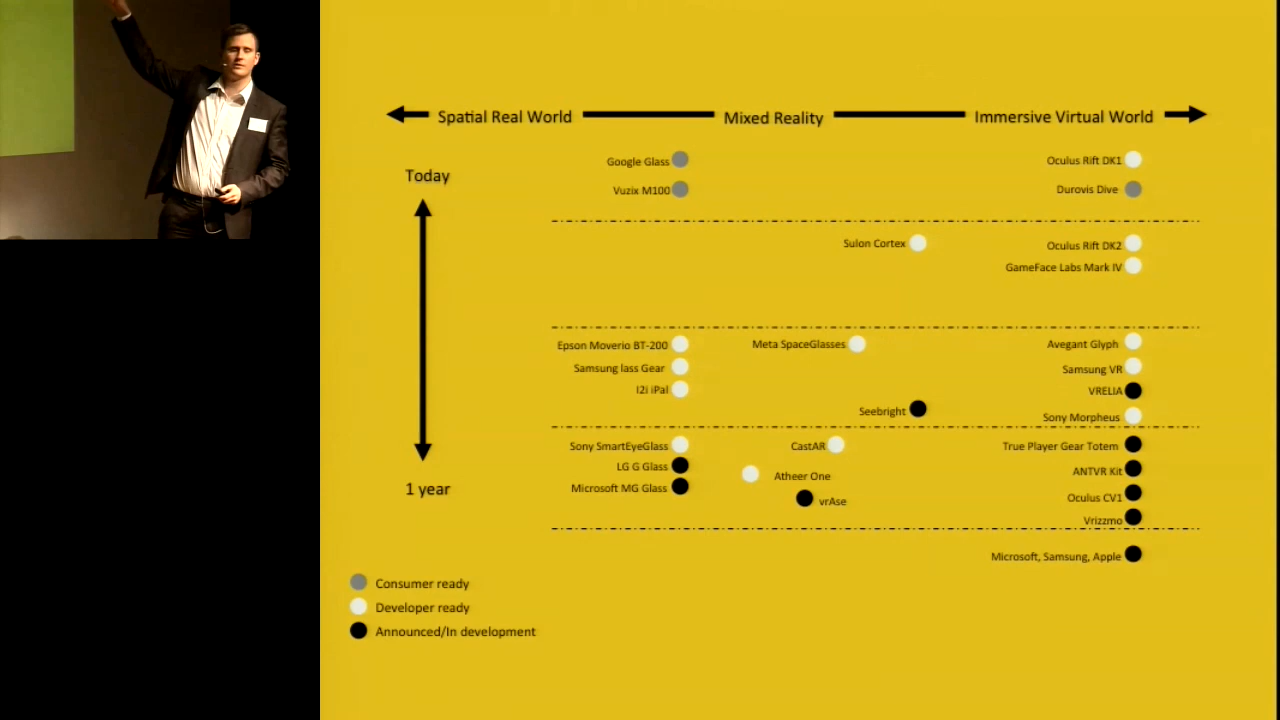 Spatial Real World Mixed Reality Immersive Virtual World
Today
Google Glass Oculus Rift DK1
Vuzix M100 Durovis Dive
Sulon Cortex Oculus Rift DK2
GameFace Labs Mark IV
Epson Moverio BT-200 Meta SpaceGlasses Avegant Glyph
Samsung lass Gear Samsung VR
I2i iPal VRELIA
Seebright Sony Morpheus
Sony SmartEyeGlass CastAR True Player Gear Totem
LG G Glass Atheer One ANTVR Kit
Microsoft MG Glass vrAse Oculus CV1
1 year
Vrizzmo
Microsoft, Samsung, Apple
Consumer ready
Developer ready
Announced/In development